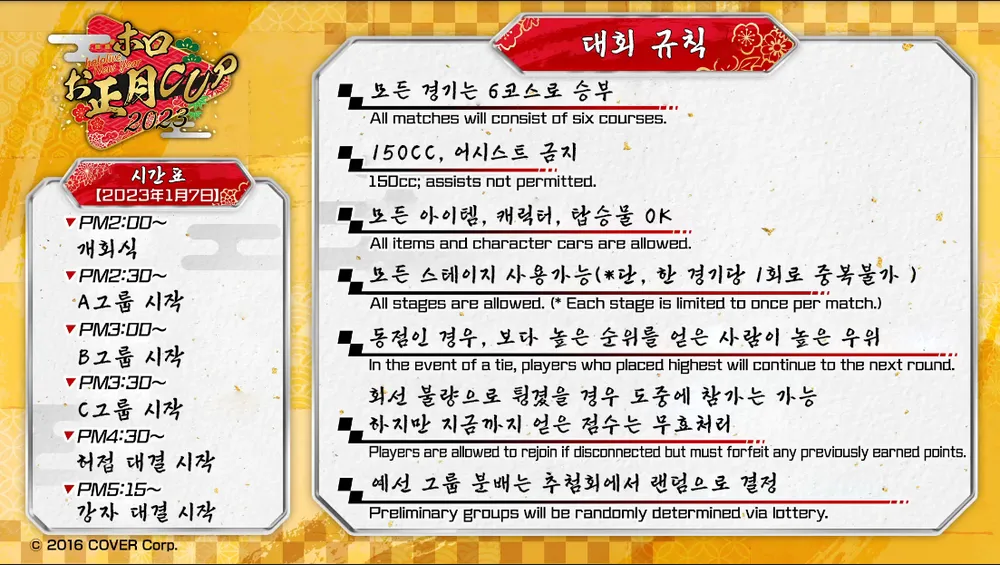 ホロ
hololive
New Year
お正月CUP
2023
시간표
【2023年1月7日】
▼PM2:00~
개회식
▼PM2:30~
A그룹 시작
▼PM3:00~
B그룹 시작
▼PM3:30~
C그룹 시작
▼PM4:30~
허접 대결 시작
▼PM5:15~
강자 대결 시작
대회 규칙
모든 경기는 6코스로 승부
All matches will consist of six courses.
150CC, 어시스트 금지
150cc; assists not permitted.
모든 아이템, 캐릭터, 탑승물 OK
All items and character cars are allowed.
모든 스테이지 사용가능(*단, 한 경기당 1회로 중복불가 )
All stages are allowed. (* Each stage is limited to once per match.)
동점인 경우, 보다 높은 순위를 얻은 사람이 높은 우위
In the event of a tie, players who placed highest will continue to the next round.
회선 불량으로 튕겼을 경우 도중에 참가는 가능
하지만 지금까지 얻은 점수는 무효처리
Players are allowed to rejoin if disconnected but must forfeit any previously earned points.
예선 그룹 분배는 추첨회에서 랜덤으로 결정
Preliminary groups will be randomly determined via lottery.
© 2016 COVER Corp.